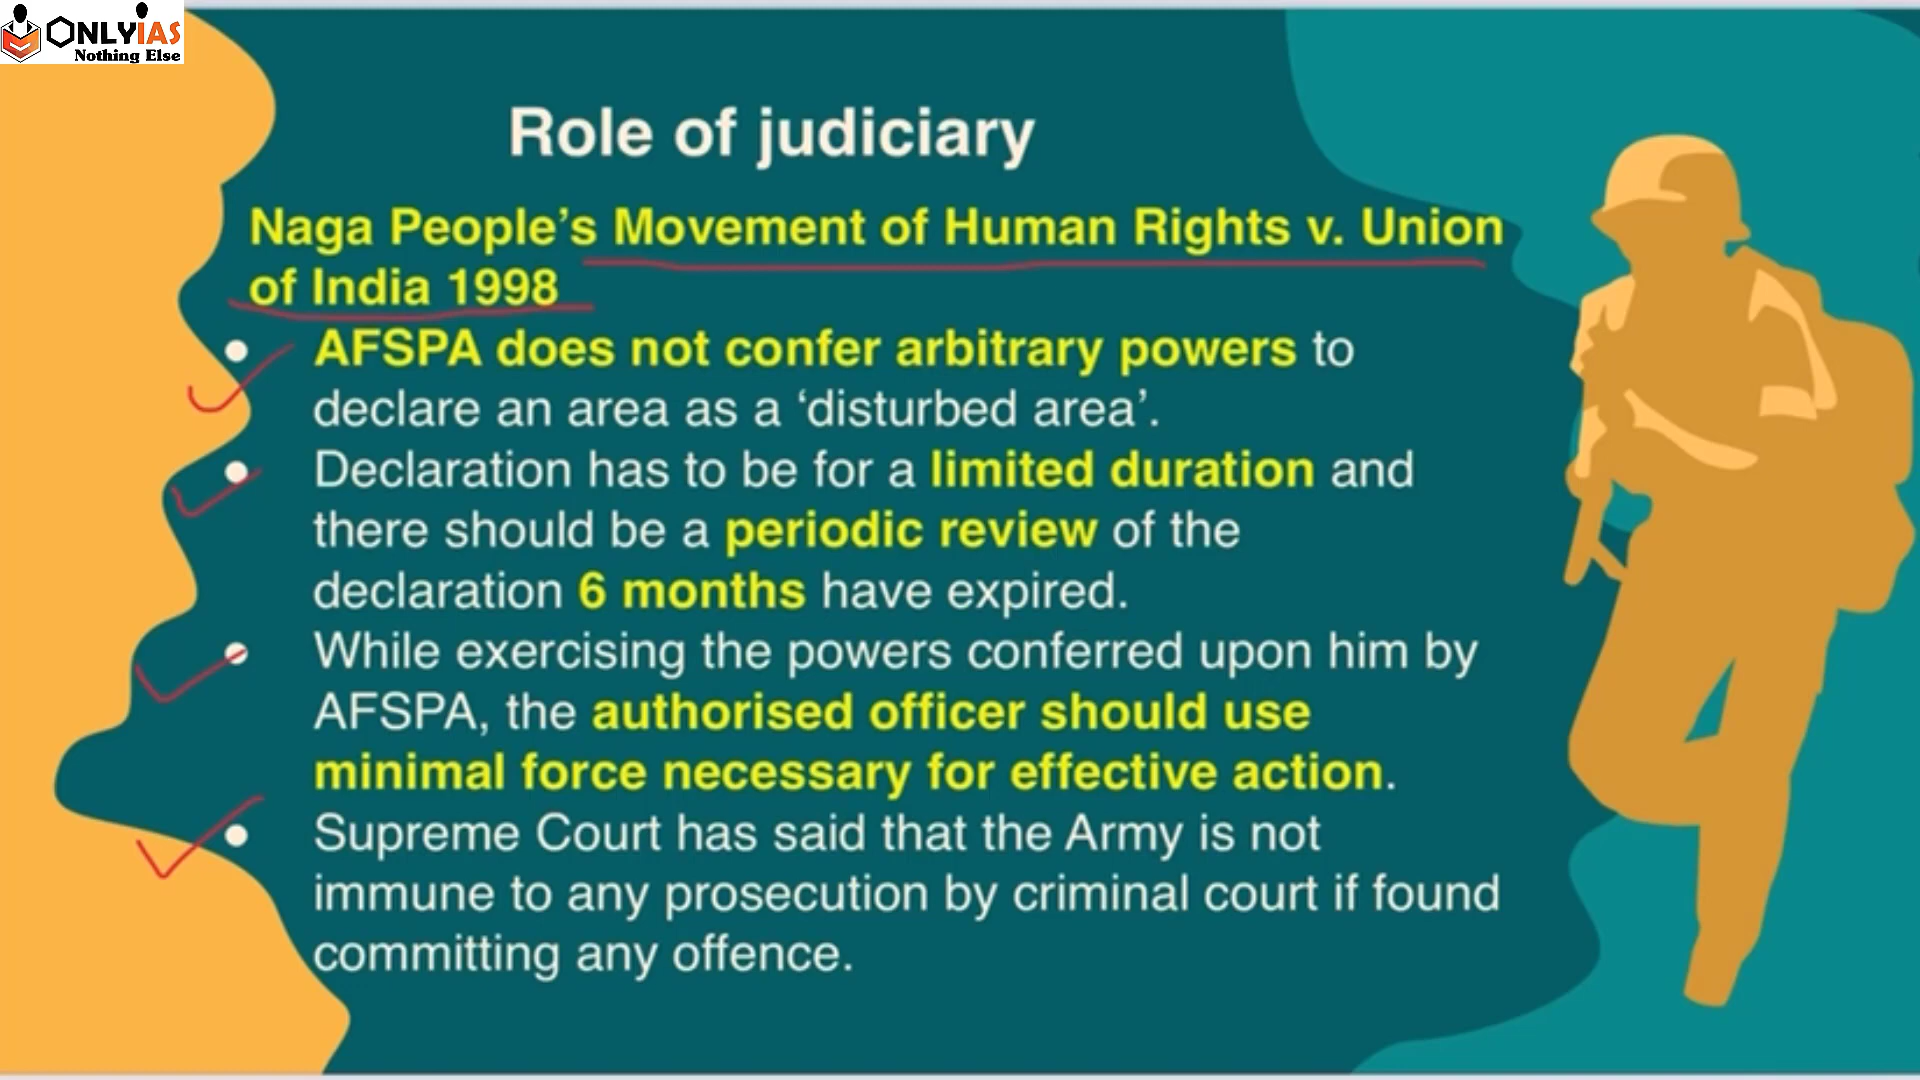 ONLYIAS
Nothing Else
Role of judiciary
Naga People’s Movement of Human Rights v. Union
of India 1998
• AFSPA does not confer arbitrary powers to
declare an area as a ‘disturbed area’.
• Declaration has to be for a limited duration and
there should be a periodic review of the
declaration 6 months have expired.
• While exercising the powers conferred upon him by
AFSPA, the authorised officer should use
minimal force necessary for effective action.
• Supreme Court has said that the Army is not
immune to any prosecution by criminal court if found
committing any offence.